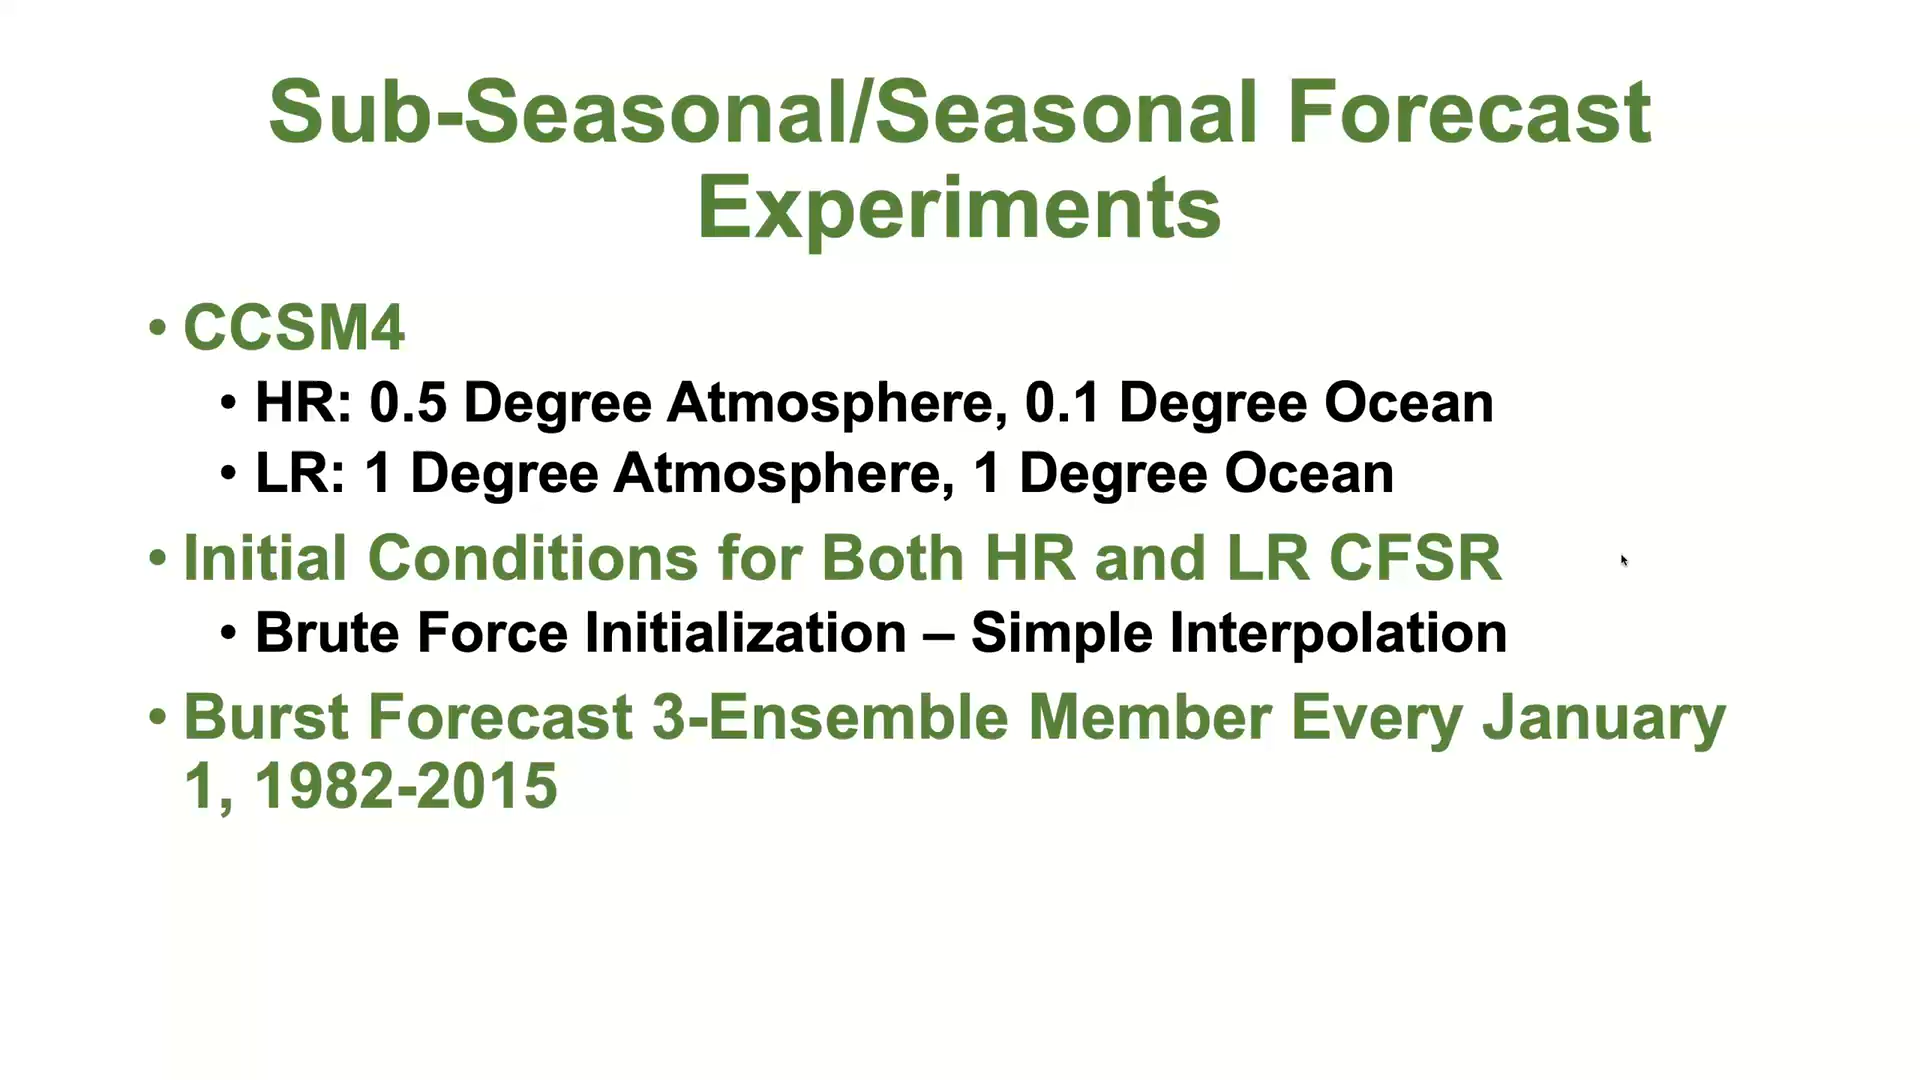 Sub-Seasonal/Seasonal Forecast
Experiments
• CCSM4
• HR: 0.5 Degree Atmosphere, 0.1 Degree Ocean
• LR: 1 Degree Atmosphere, 1 Degree Ocean
• Initial Conditions for Both HR and LR CFSR
• Brute Force Initialization – Simple Interpolation
• Burst Forecast 3-Ensemble Member Every January
1, 1982-2015